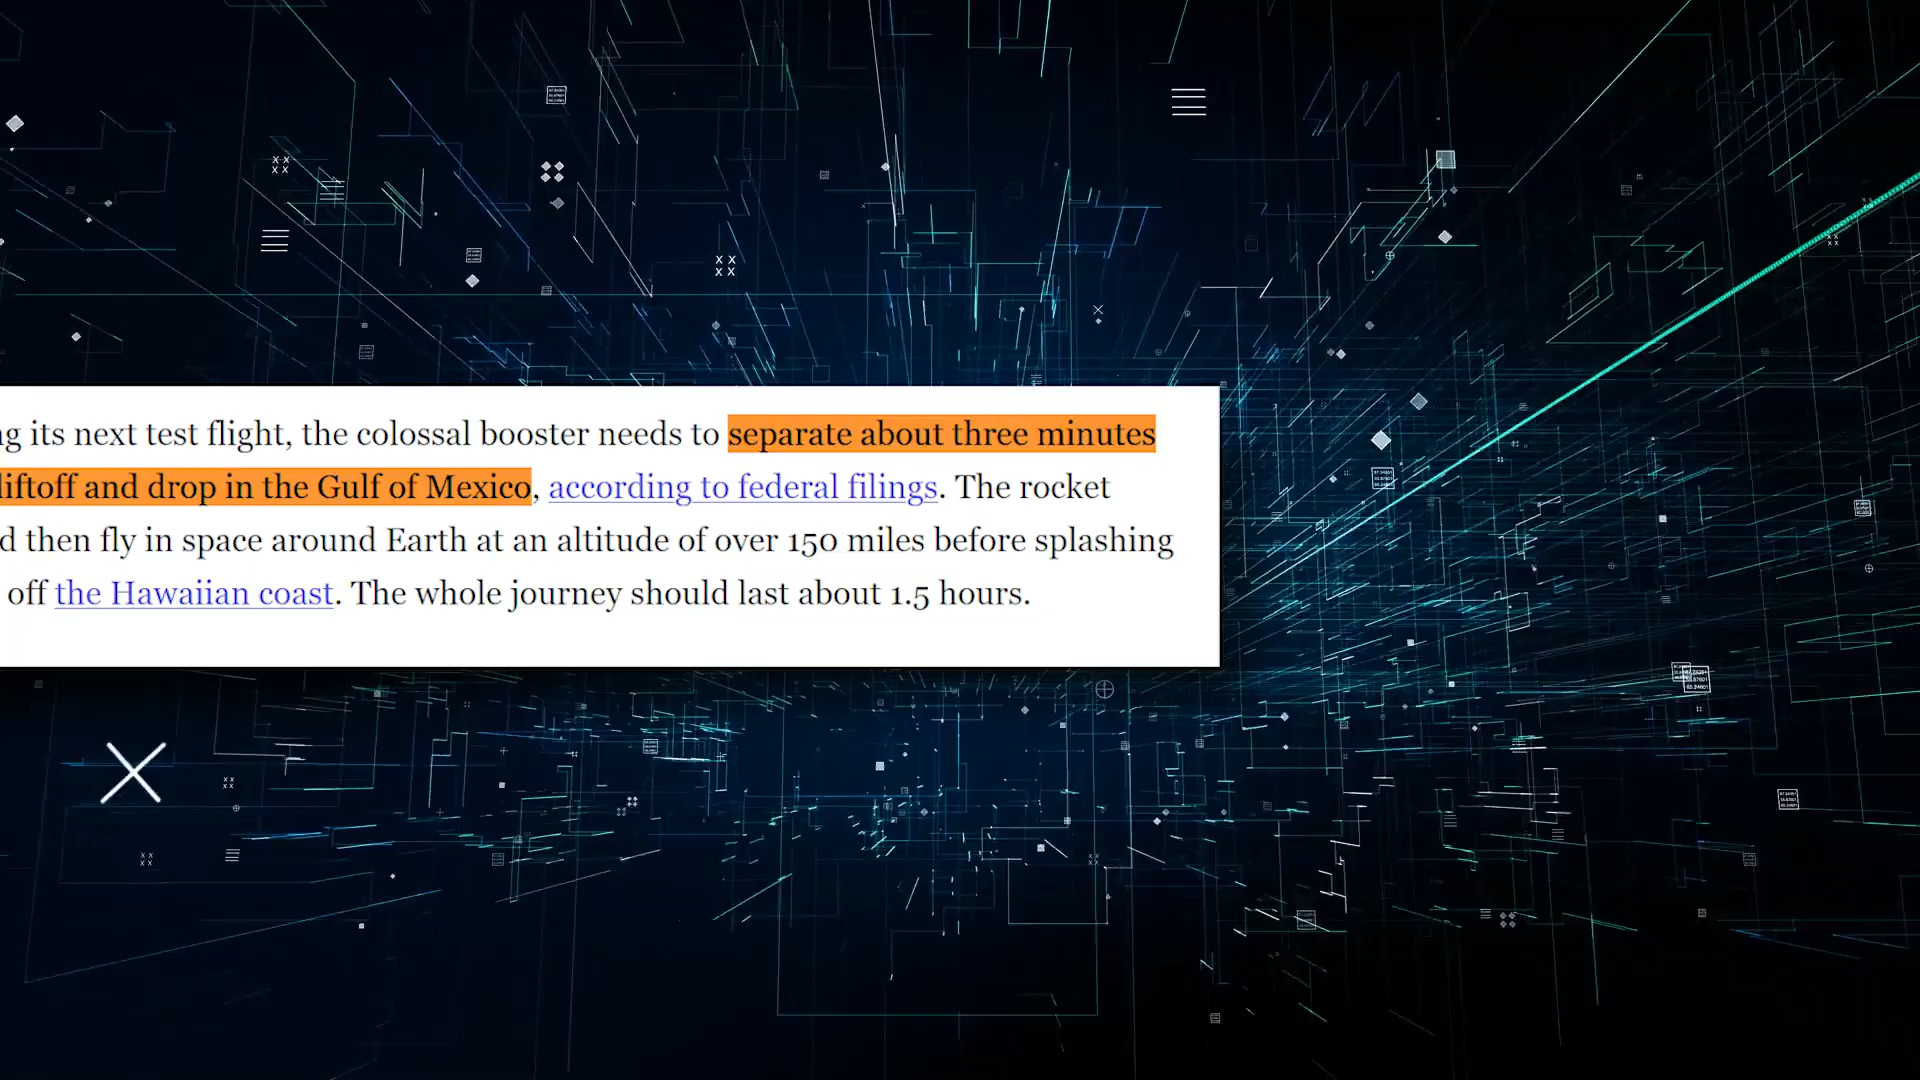 its next test flight, the colossal booster needs to separate about three minutes
liftoff and drop in the Gulf of Mexico, according to federal filings. The rocket
then fly in space around Earth at an altitude of over 150 miles before splashing
off the Hawaiian coast. The whole journey should last about 1.5 hours.